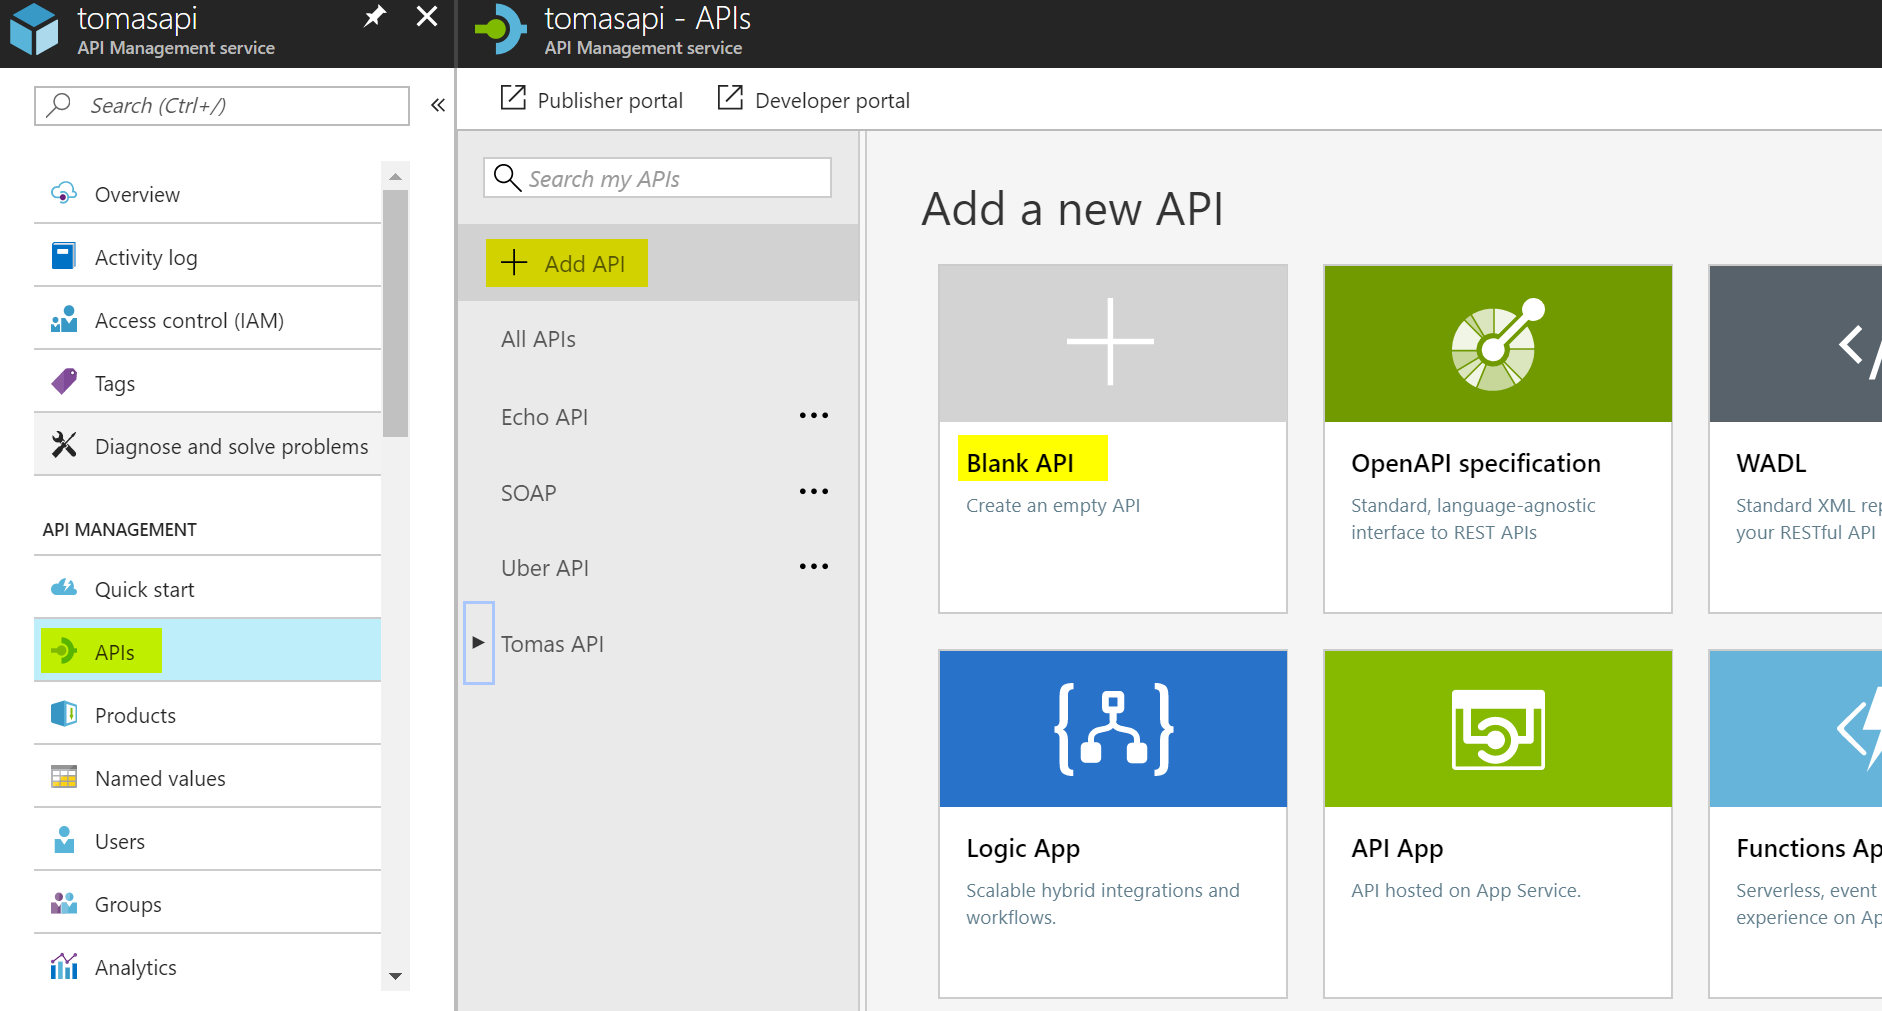 tomasapi
API Management service
Search (Ctrl+/)
«
Overview
Activity log
Access control (IAM)
Tags
Diagnose and solve problems
API MANAGEMENT
Quick start
APIs
Products
Named values
Users
Groups
Analytics
tomasapi - APIs
API Management service
Publisher portal
Developer portal
Search my APIs
Add API
All APIs
Echo API
SOAP
Uber API
Tomas API
Add a new API
Blank API
Create an empty API
OpenAPI specification
Standard, language-agnostic
interface to REST APIs
WADL
Standard XML
your RESTful API
Logic App
Scalable hybrid integrations and
workflows.
API App
API hosted on App Service.
Functions
Serverless, event
experience on